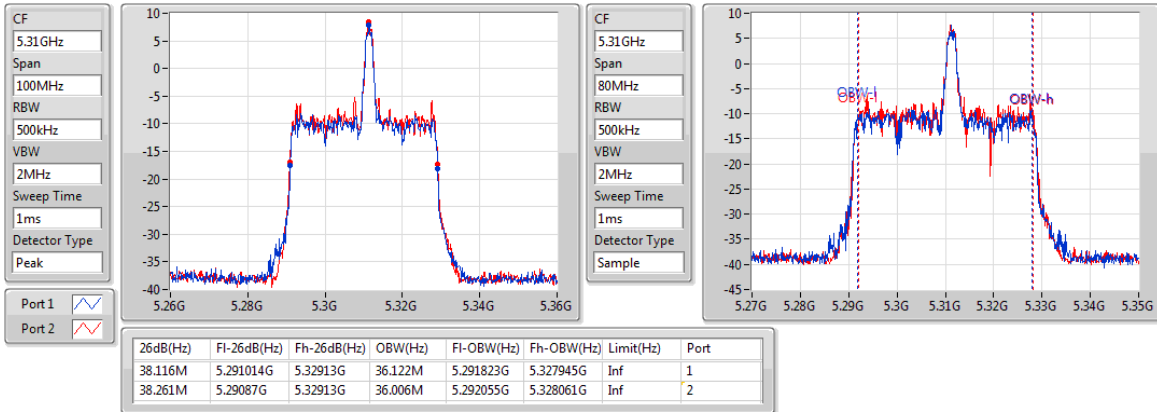 CF
5.31GHz
Span
100MHz
RBW
500kHz
VBW
2MHz
Sweep Time
1ms
Detector Type
Peak
Port 1
Port 2
10
5
0
-5
-10
-15
-20
-25
-30
-35
-40
5.26G 5.28G 5.3G 5.32G 5.34G 5.36G
CF
5.31GHz
Span
80MHz
RBW
500kHz
VBW
2MHz
Sweep Time
1ms
Detector Type
Sample
10
5
0
-5
-10
-15
-20
-25
-30
-35
-40
-45
OBW-l
OBW-l
OBW-h
OBW-h
5.27G 5.28G 5.29G 5.3G 5.31G 5.32G 5.33G 5.34G 5.35G
26dB(Hz) Fl-26dB(Hz) Fh-26dB(Hz) OBW(Hz) Fl-OBW(Hz) Fh-OBW(Hz) Limit(Hz) Port
38.116M 5.291014G 5.32913G 36.122M 5.291823G 5.327945G Inf 1
38.261M 5.29087G 5.32913G 36.006M 5.292055G 5.328061G Inf 2